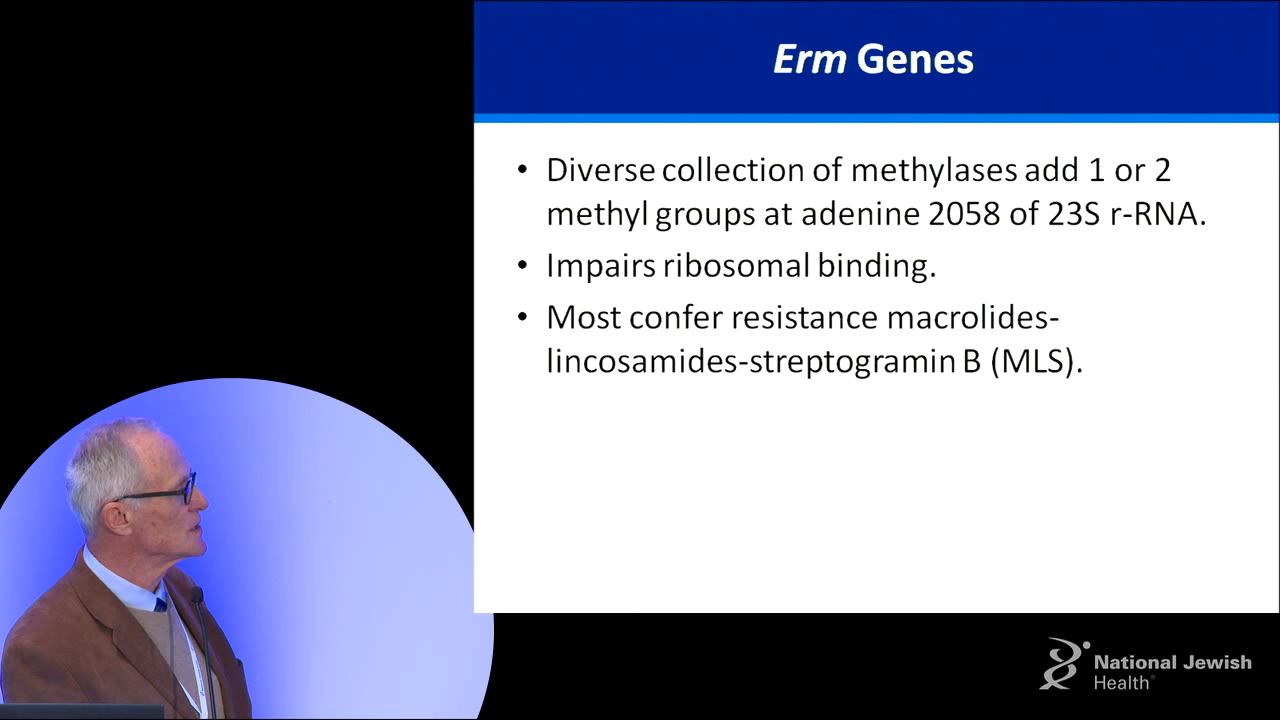 Erm Genes
• Diverse collection of methylases add 1 or 2
methyl groups at adenine 2058 of 23S r-RNA.
• Impairs ribosomal binding.
• Most confer resistance macrolides-
lincosamides-streptogramin B (MLS).
National Jewish
Health®